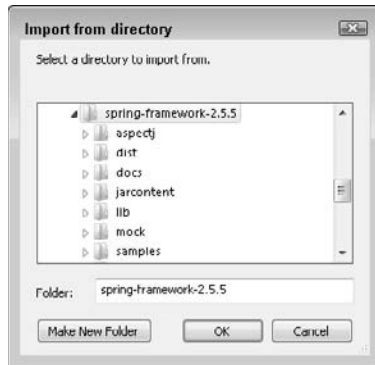 Import from directory
Select a directory to import from.
spring-framework-2.5.5
aspectj
dist
docs
jarcontent
lib
mock
samples
Folder: spring-framework-2.5.5
Make New Folder OK Cancel